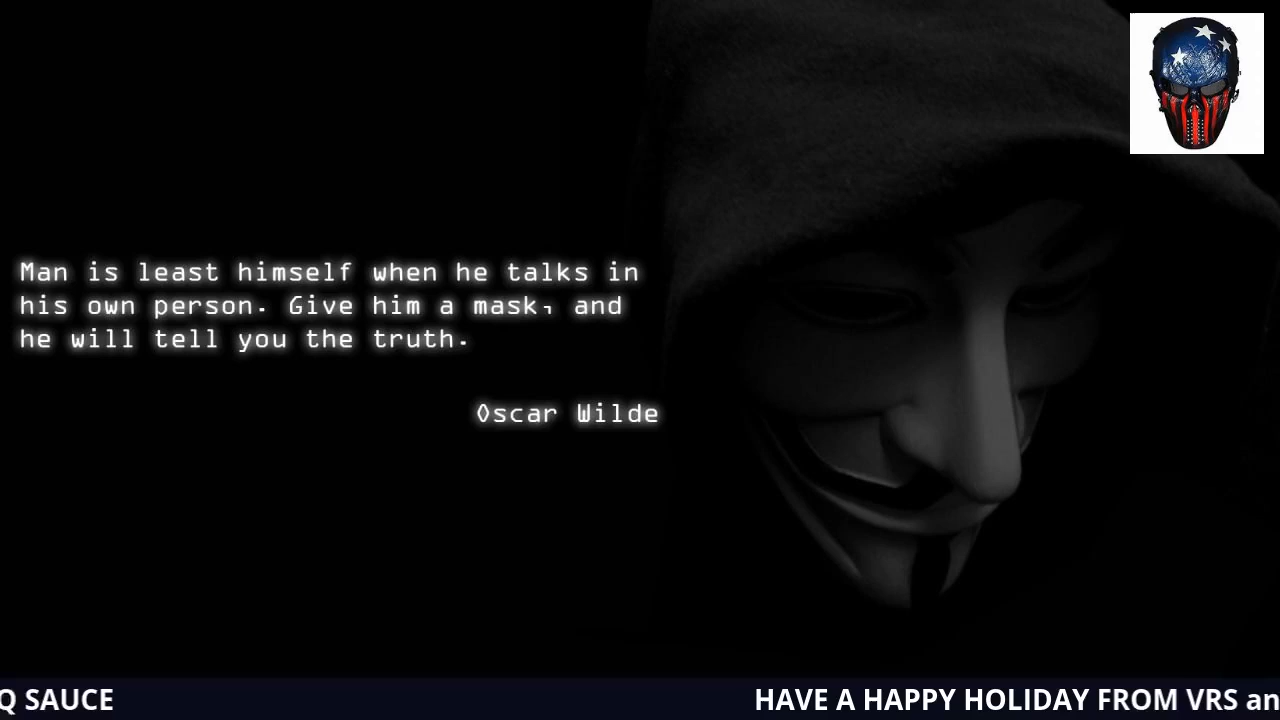 Man is least himself when he talks in
his own person. Give him a mask, and
he will tell you the truth.
Oscar Wilde
Q SAUCE HAVE A HAPPY HOLIDAY FROM VRS an